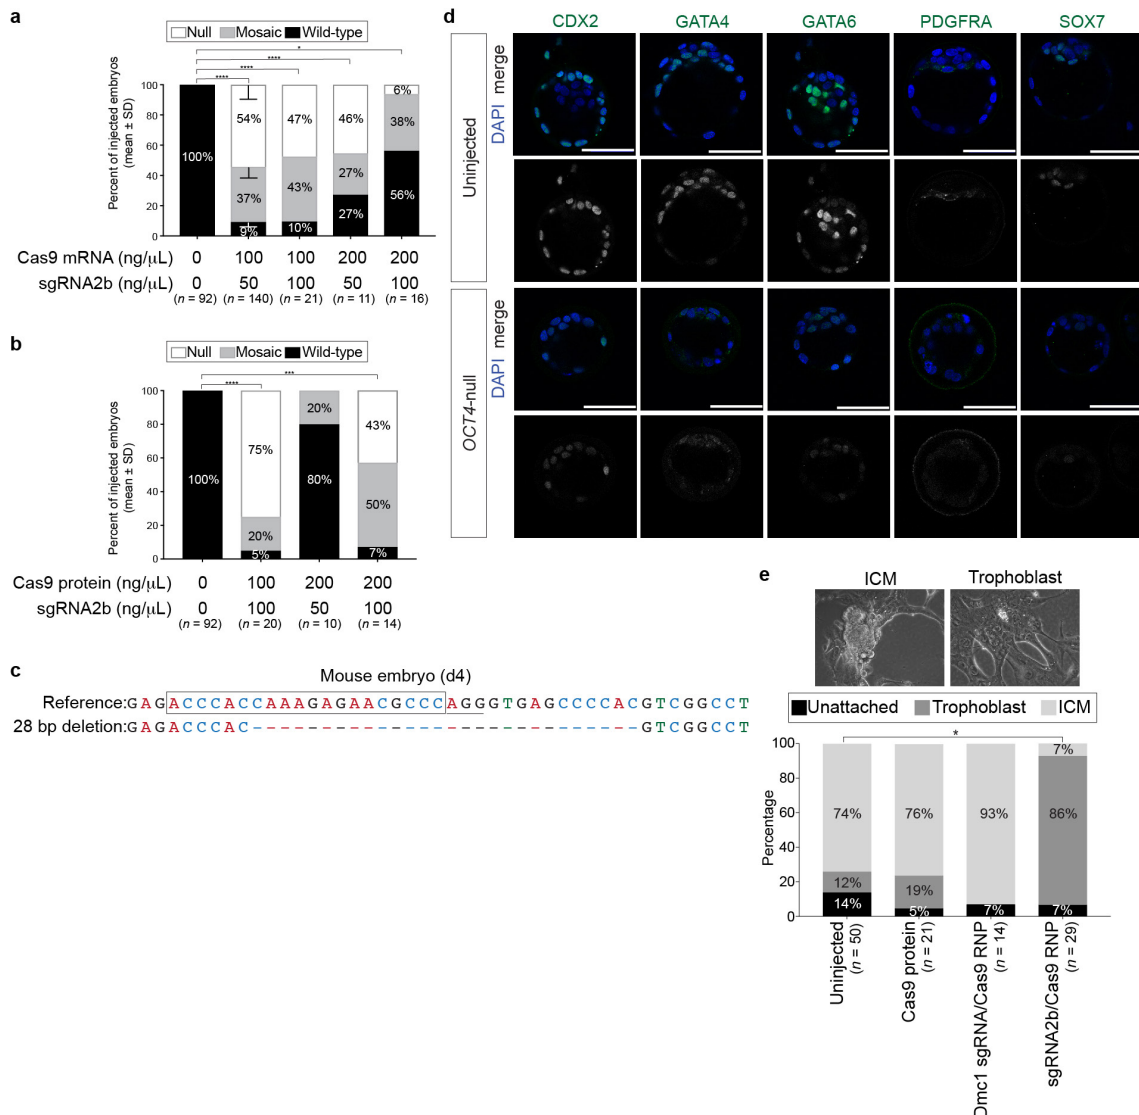 a
Null Mosaic Wild-type
*
****
****
****
Percent of injected embryos
(mean ± SD)
100
80
60
40
20
0
100%
54%
37%
9%
47%
43%
10%
46%
27%
27%
6%
38%
56%
Cas9 mRNA (ng/µL) 0 100 100 200 200
sgRNA2b (ng/µL) 0 50 100 50 100
(n = 92) (n = 140) (n = 21) (n = 11) (n = 16)
b
Null Mosaic Wild-type
***
****
Percent of injected embryos
(mean ± SD)
100
80
60
40
20
0
100%
75%
20%
5%
20%
80%
43%
50%
7%
Cas9 protein (ng/µL) 0 100 200 200
sgRNA2b (ng/µL) 0 100 50 100
(n = 92) (n = 20) (n = 10) (n = 14)
c
Mouse embryo (d4)
Reference:GAGACCCACCAAAGAGAACGCCCAGGGTGAGCCCCACGTCGGCCT
28 bp deletion:GAGACCCAC----------------------------GTCGGCCT
d
CDX2 GATA4 GATA6 PDGFRA SOX7
Uninjected
DAPI merge
OCT4-null
DAPI merge
e
ICM Trophoblast
Unattached Trophoblast ICM
*
Percentage
100
80
60
40
20
0
74%
12%
14%
76%
19%
5%
93%
7%
7%
86%
7%
Uninjected
(n = 50)
Cas9 protein
(n = 21)
Dmc1 sgRNA/Cas9 RNP
(n = 14)
sgRNA2b/Cas9 RNP
(n = 29)